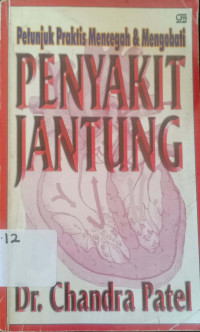 Petunjuk Praktis Mencegah & Mengobati
PENYAKIT
JANTUNG
12
Dr. Chandra Patel